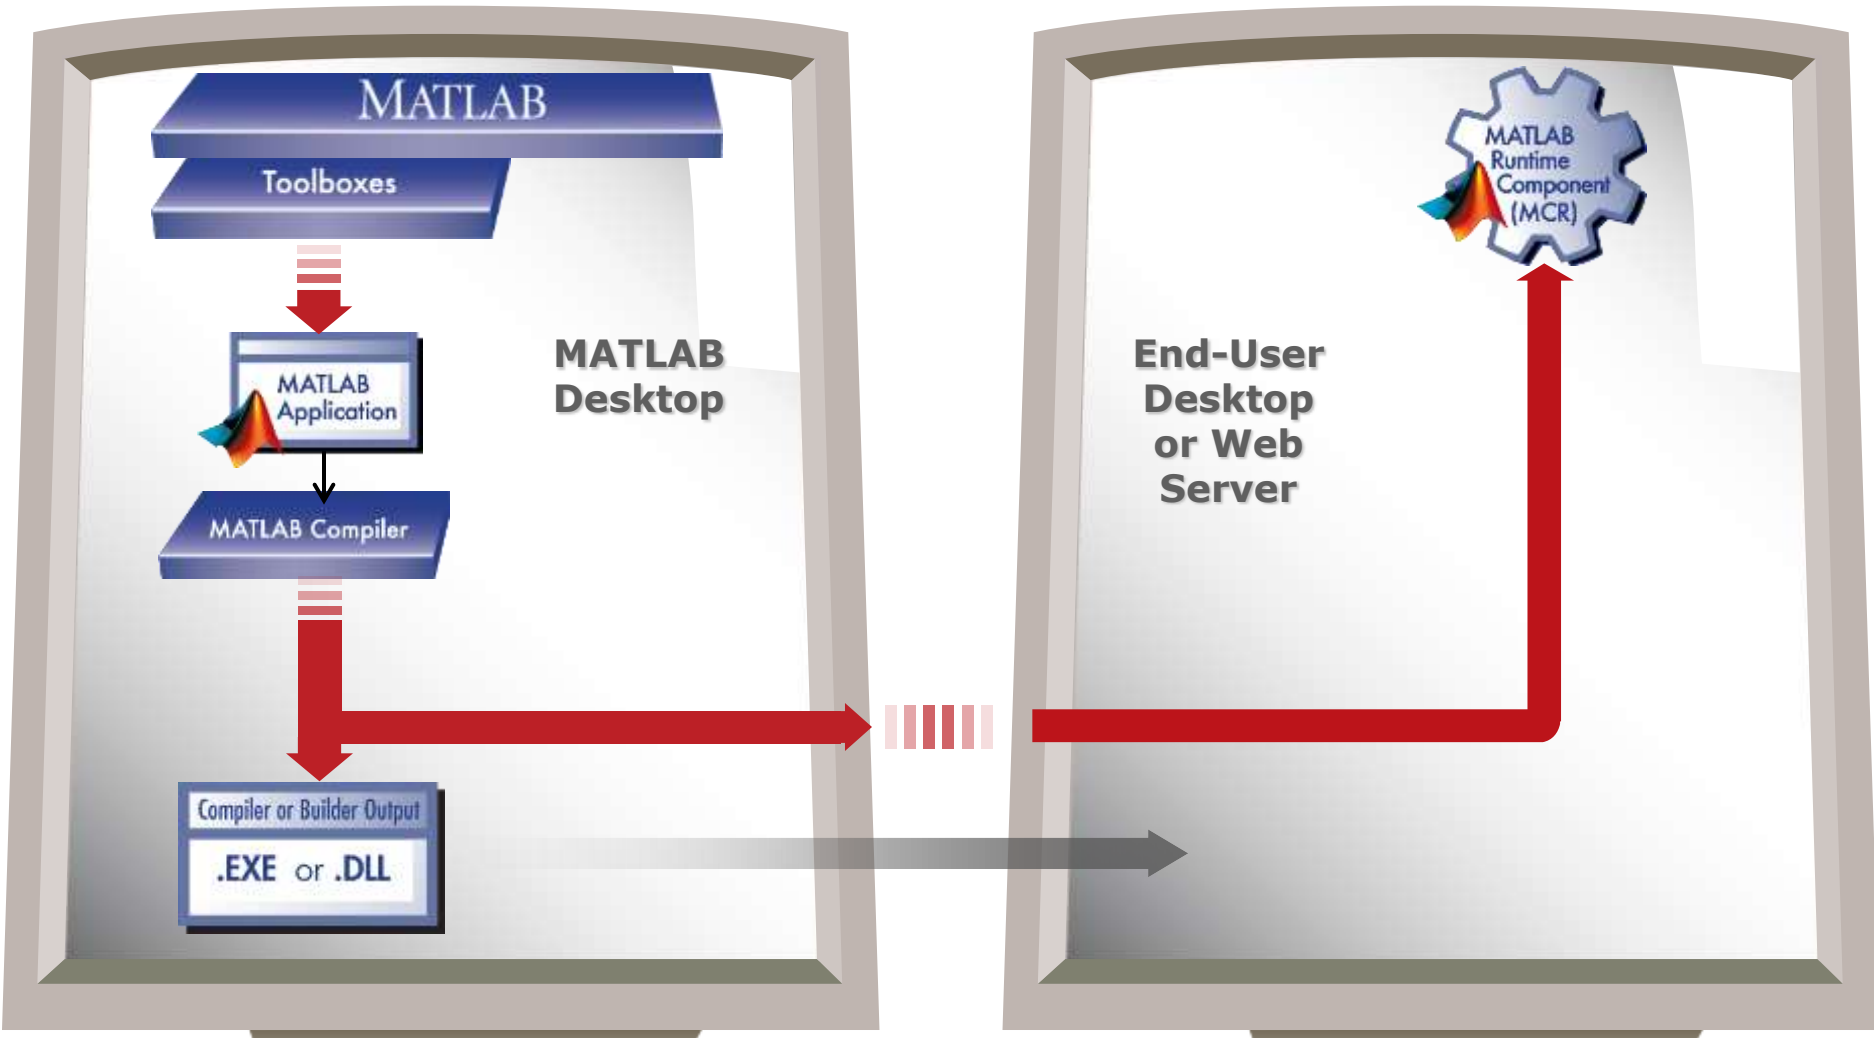 MATLAB
Toolboxes
MATLAB
Application
MATLAB Compiler
Compiler or Builder Output
.EXE or .DLL
MATLAB
Desktop
End-User
Desktop
or Web
Server
MATLAB
Runtime
Component
(MCR)